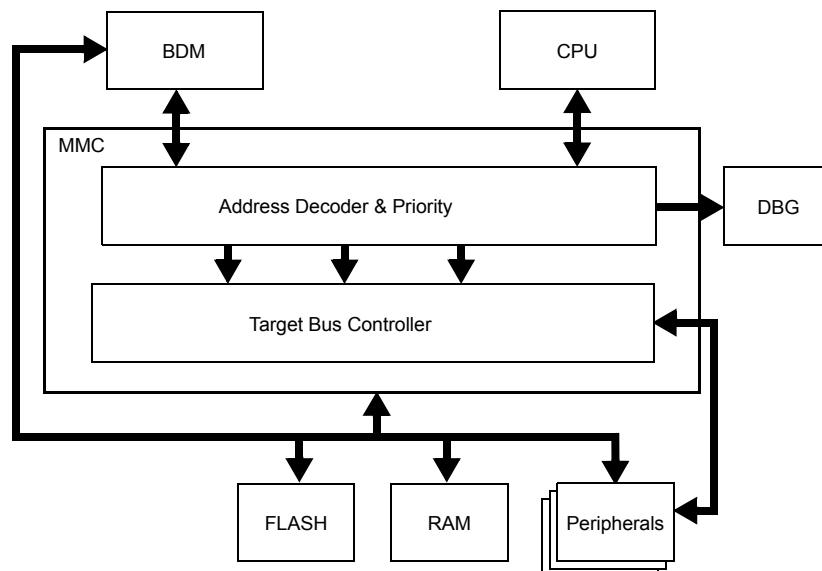 BDM
CPU
MMC
Address Decoder & Priority
DBG
Target Bus Controller
FLASH
RAM
Peripherals